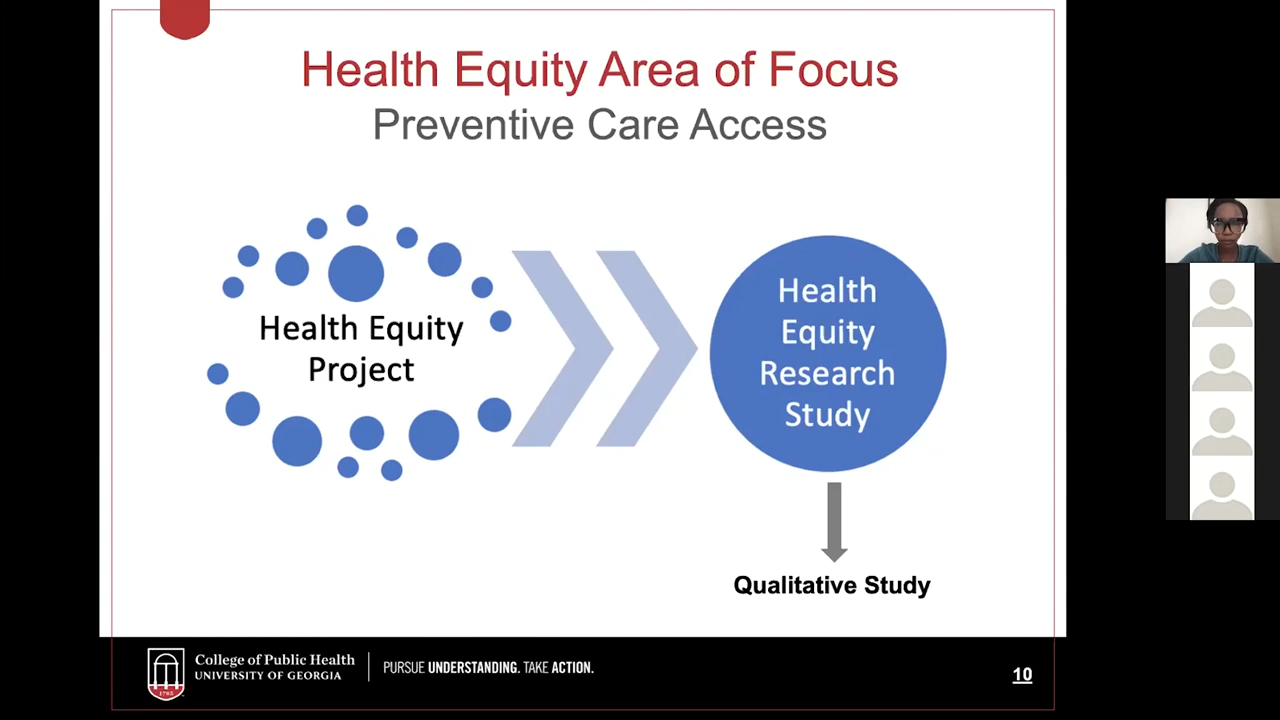 Health Equity Area of Focus
Preventive Care Access
Health Equity
Project
Health
Equity
Research
Study
Qualitative Study
1785
College of Public Health
UNIVERSITY OF GEORGIA
PURSUE UNDERSTANDING. TAKE ACTION.
10